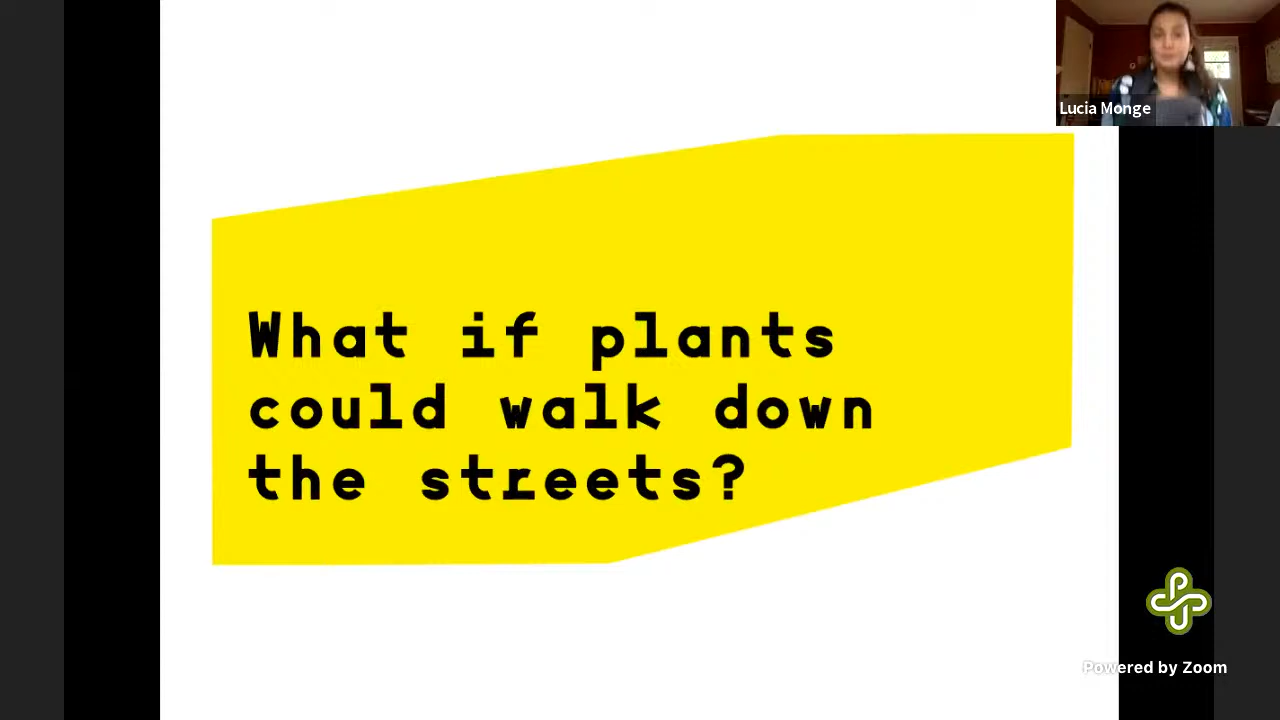 Lucia Monge
What if plants
could walk down
the streets?
Powered by Zoom